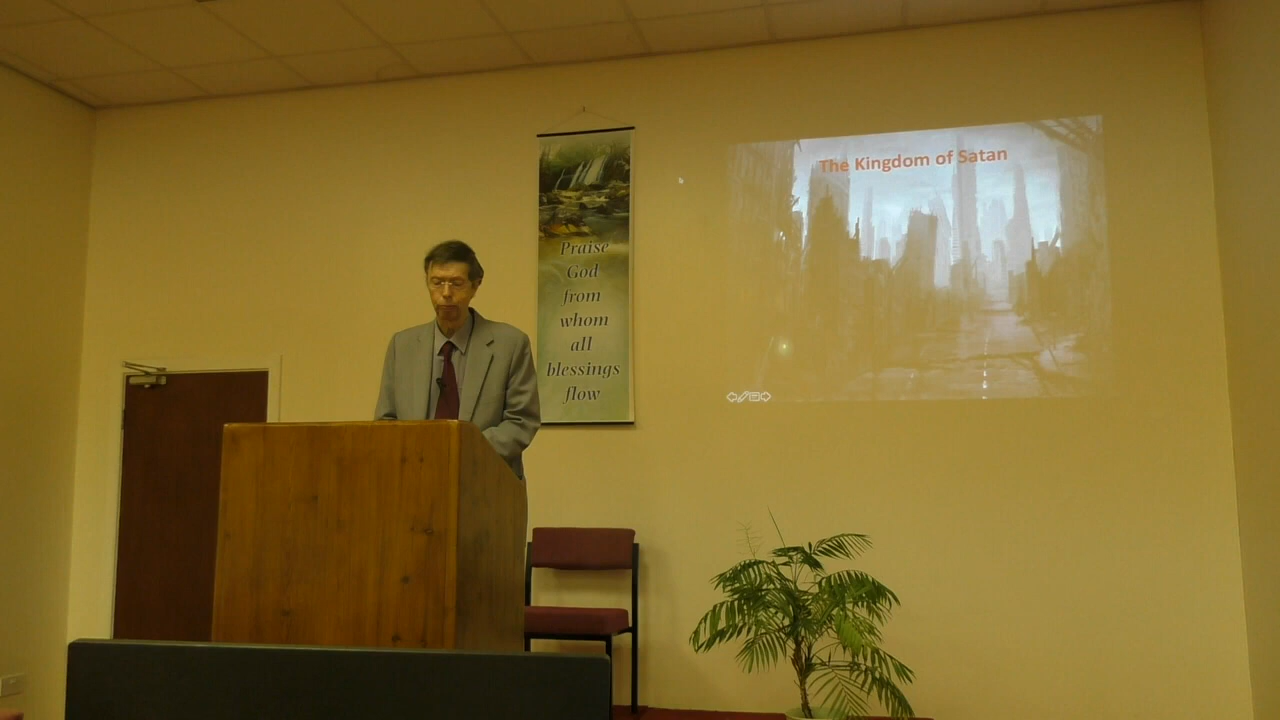 Praise
God
from
whom
all
blessings
flow
The Kingdom of Satan